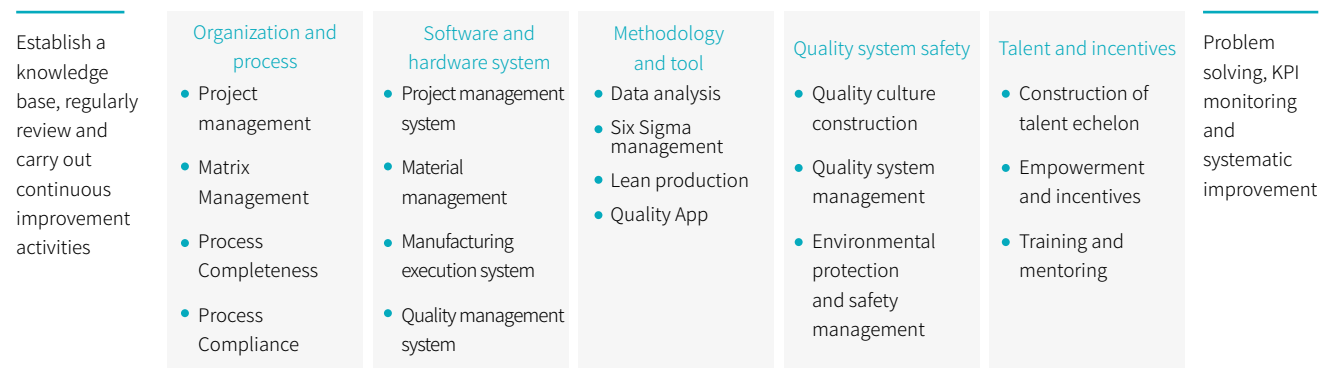 Establish a
knowledge
base, regularly
review and
carry out
continuous
improvement
activities
Organization and
process
Project
management
Matrix
Management
Process
Completeness
Process
Compliance
Software and
hardware system
Project management
system
Material
management
Manufacturing
execution system
Quality management
system
Methodology
and tool
Data analysis
Six Sigma
management
Lean production
Quality App
Quality system safety
Quality culture
construction
Quality system
management
Environmental
protection
and safety
management
Talent and incentives
Construction of
talent echelon
Empowerment
and incentives
Training and
mentoring
Problem
solving, KPI
monitoring
and
systematic
improvement